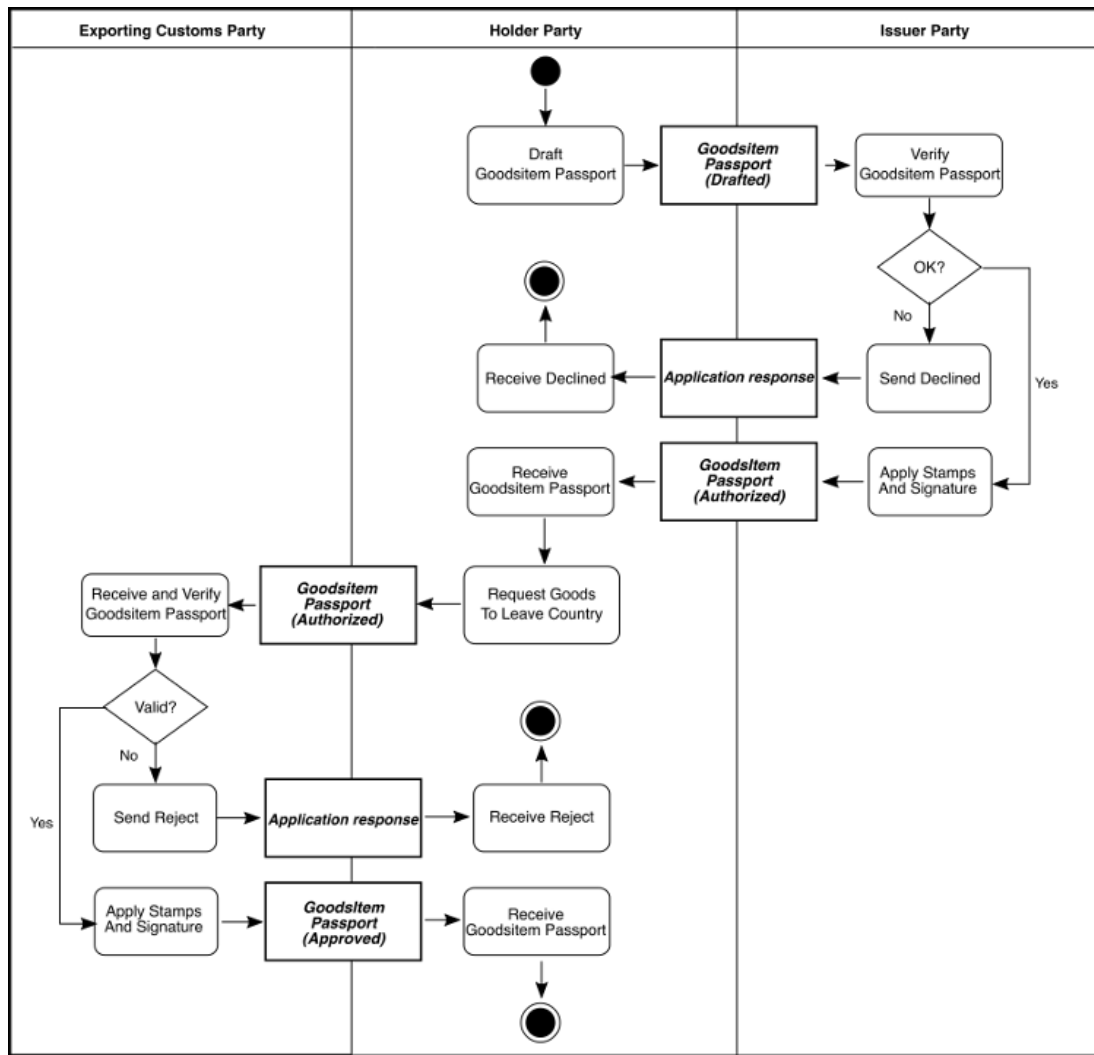 Exporting Customs Party
Holder Party
Issuer Party
Draft
Goodsitem Passport
Goodsitem
Passport
(Drafted)
Verify
Goodsitem Passport
OK?
No
Yes
Receive Declined
Application response
Send Declined
Receive
Goodsitem Passport
GoodsItem
Passport
(Authorized)
Apply Stamps
And Signature
Receive and Verify
Goodsitem Passport
Goodsitem
Passport
(Authorized)
Request Goods
To Leave Country
Valid?
No
Yes
Send Reject
Application response
Receive Reject
Apply Stamps
And Signature
GoodsItem
Passport
(Approved)
Receive
Goodsitem Passport